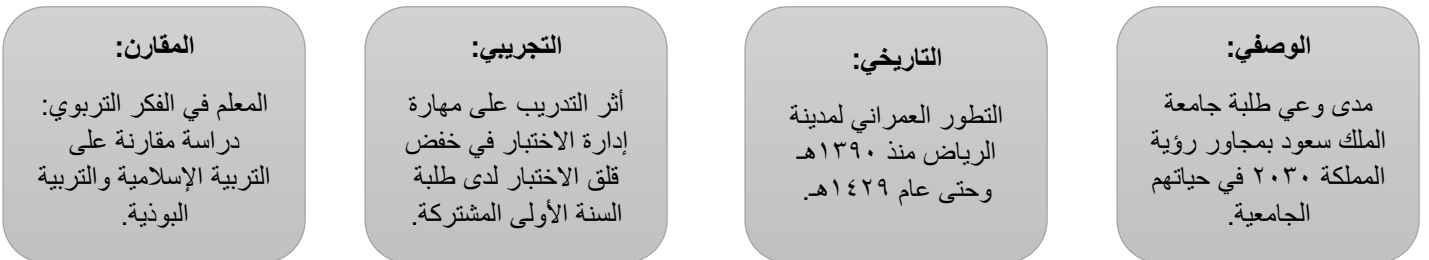 الوصفي:
مدى وعي طلبة جامعة
الملك سعود بمجاور رؤية
المملكة ٢٠٣٠ في حياتهم
الجامعية.
التاريخي:
التطور العمراني لمدينة
الرياض منذ ١٣٩٠هـ
وحتى عام ١٤٢٩هـ.
التجريبي:
أثر التدريب على مهارة
إدارة الاختبار في خفض
قلق الاختبار لدى طلبة
السنة الأولى المشتركة.
المقارن:
المعلم في الفكر التربوي:
دراسة مقارنة على
التربية الإسلامية والتربية
البوذية.